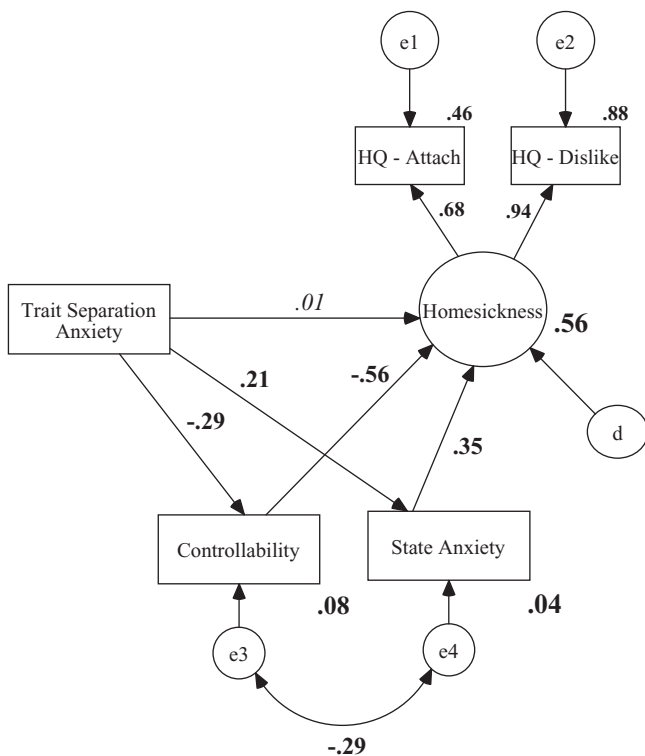 e1
e2
.46
.88
HQ - Attach
HQ - Dislike
.68
.94
Trait Separation
Anxiety
.01
Homesickness
.56
.21
-.56
-.29
.35
d
Controllability
State Anxiety
.08
.04
e3
e4
-.29